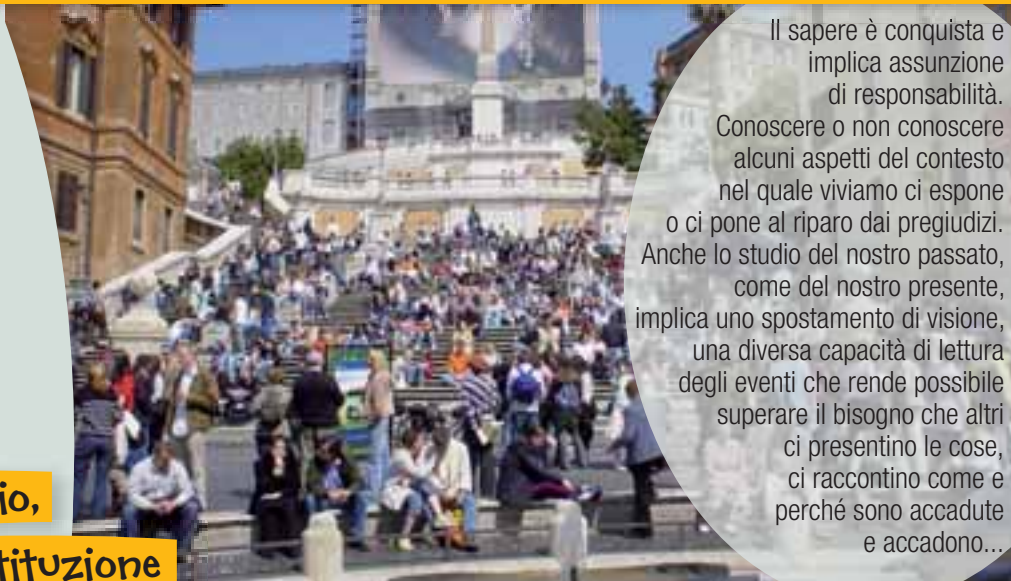 Il sapere è conquista e
implica assunzione
di responsabilità.
Conoscere o non conoscere
alcuni aspetti del contesto
nel quale viviamo ci espone
o ci pone al riparo dai pregiudizi.
Anche lo studio del nostro passato,
come del nostro presente,
implica uno spostamento di visione,
una diversa capacità di lettura
degli eventi che rende possibile
superare il bisogno che altri
ci presentino le cose,
ci raccontino come e
perché sono accadute
e accadono...
io,
tituzione